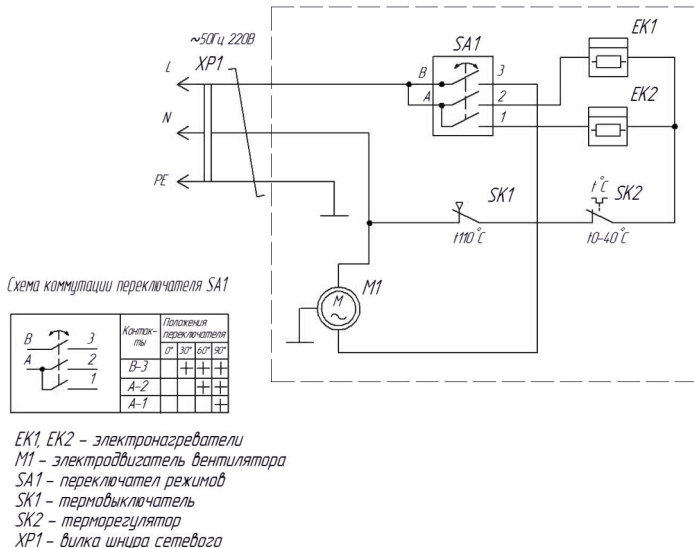 ~50Гц 220В
XP1
L
N
PE
SA1
B
A
3
2
1
EK1
EK2
SK1
t110°C
t°C
SK2
t0-40°C
M1
M
~
Схема коммутации переключателя SA1
B
A
3
2
1
Контак-
ты
Положения
переключателя
0° 30° 60° 90°
B-3 + + +
A-2 + +
A-1 +
EK1, EK2 - электронагреватели
M1 - электродвигатель вентилятора
SA1 - переключател режимов
SK1 - термовыключатель
SK2 - терморегулятор
XP1 - вилка шнура сетевого